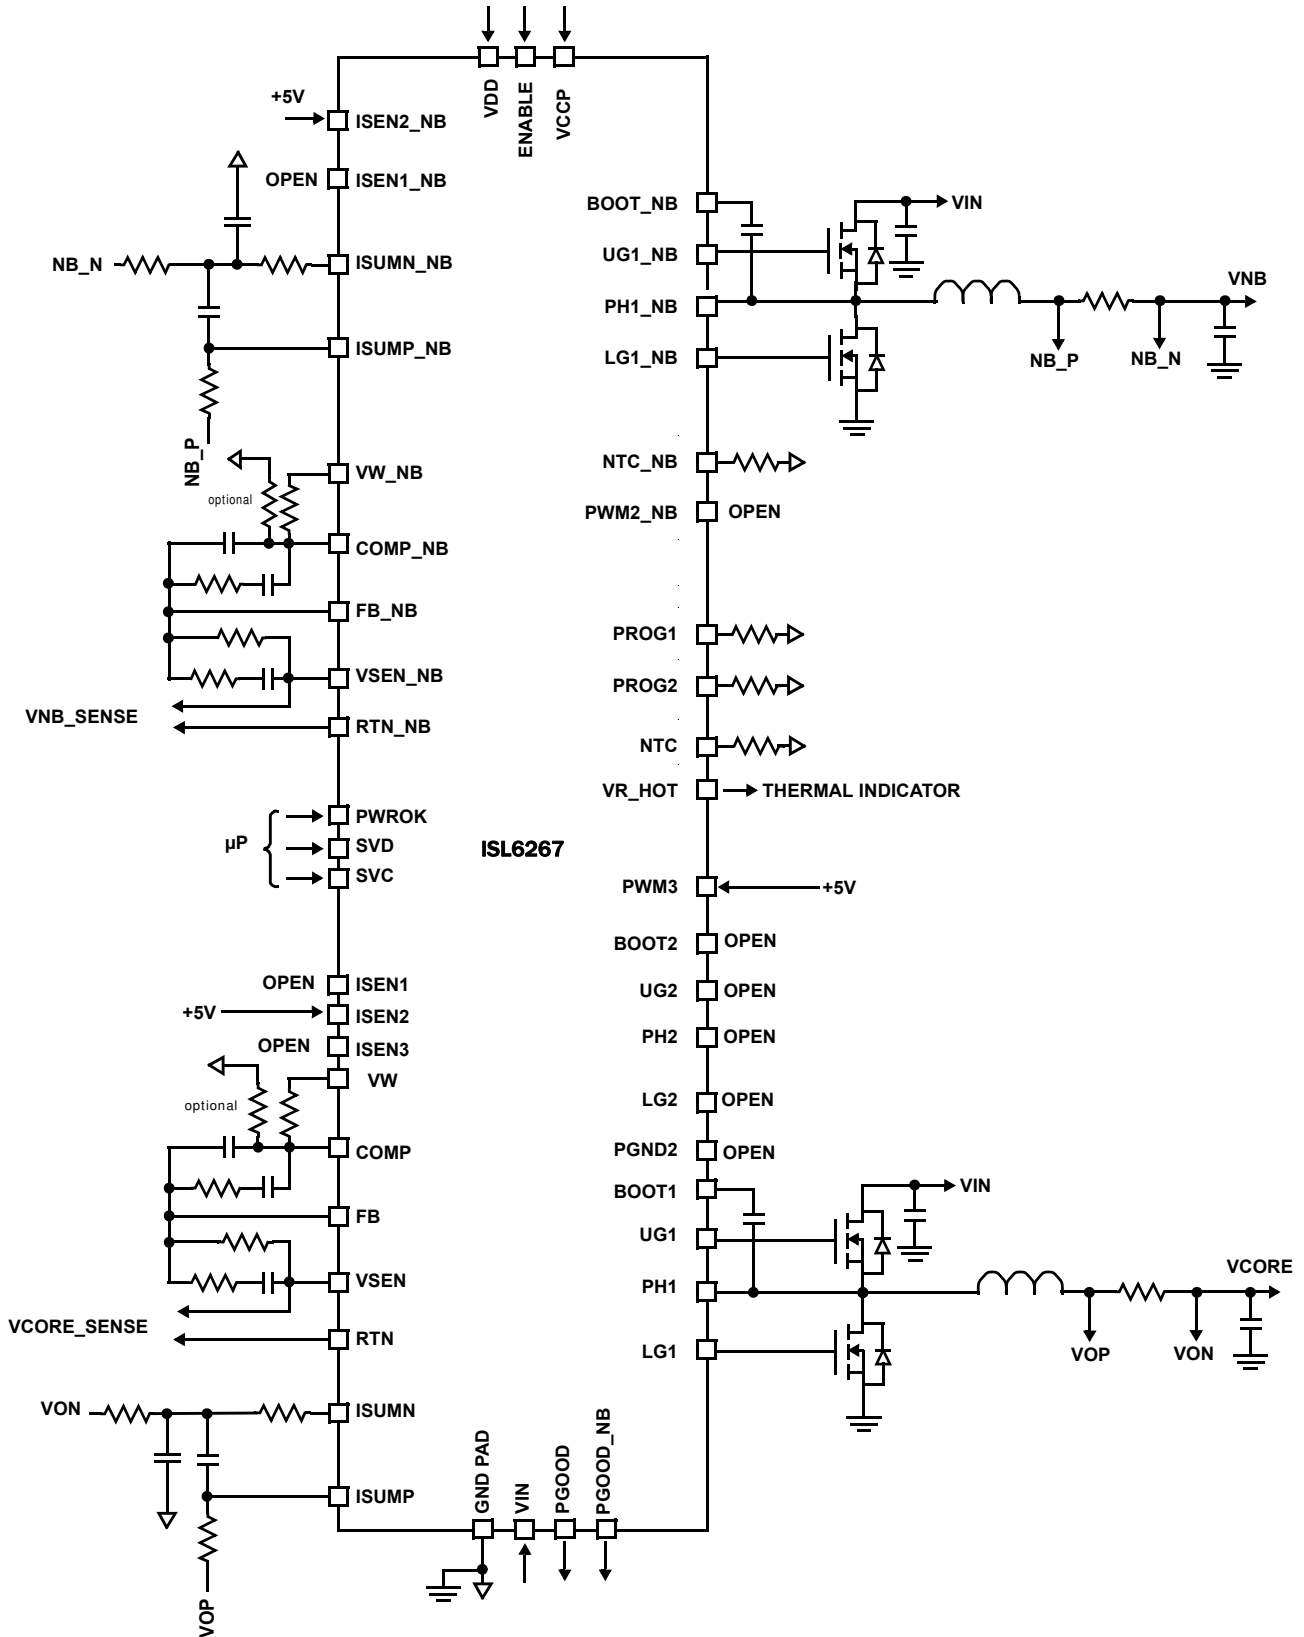 VDD
ENABLE
VCCP
+5V
ISEN2_NB
OPEN ISEN1_NB
NB_N
ISUMN_NB
ISUMP_NB
NB_P
VW_NB
optional
COMP_NB
FB_NB
VSEN_NB
VNB_SENSE
RTN_NB
µP
PWROK
SVD
SVC
ISL6267
OPEN ISEN1
+5V ISEN2
OPEN ISEN3
VW
optional
COMP
FB
VSEN
VCORE_SENSE
RTN
VON
ISUMN
ISUMP
VOP
GND PAD
VIN
PGOOD
PGOOD_NB
BOOT_NB
VIN
UG1_NB
PH1_NB
VNB
LG1_NB
NB_P
NB_N
NTC_NB
PWM2_NB OPEN
PROG1
PROG2
NTC
VR_HOT THERMAL INDICATOR
PWM3 +5V
BOOT2 OPEN
UG2 OPEN
PH2 OPEN
LG2 OPEN
PGND2 OPEN
BOOT1
VIN
UG1
PH1
VCORE
LG1
VOP
VON